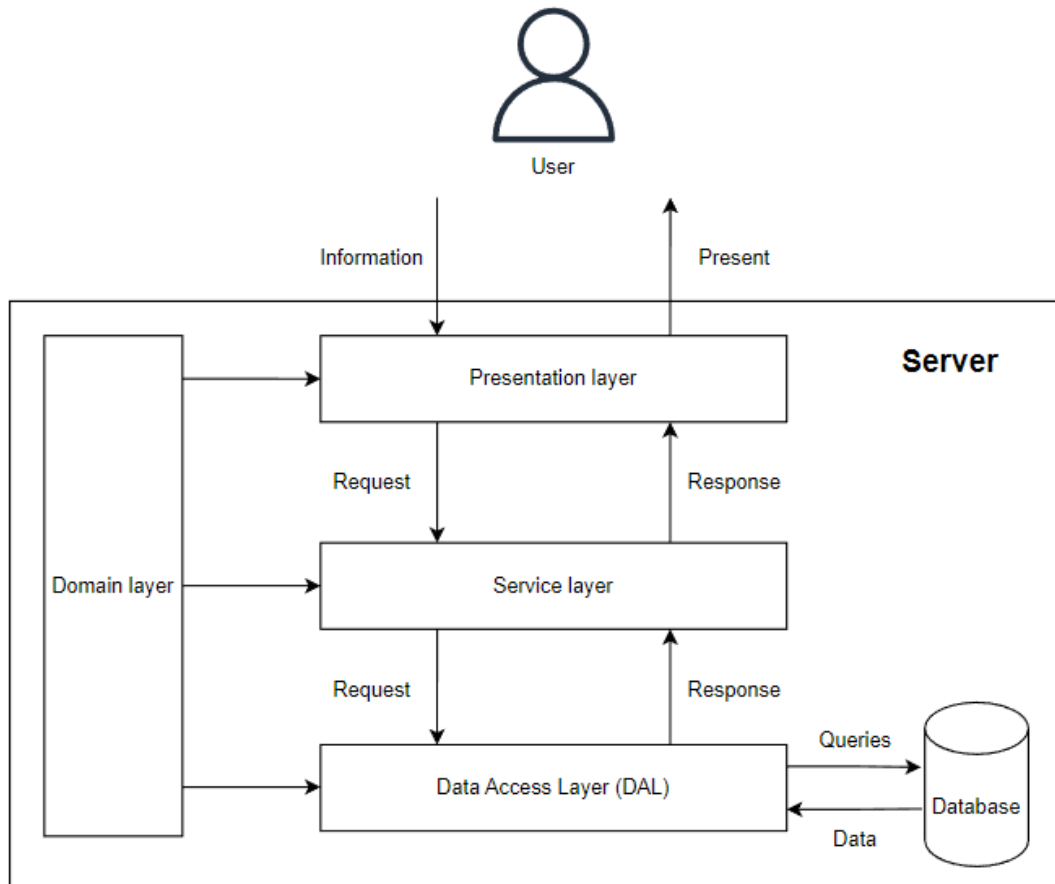 User
Information
Present
Server
Presentation layer
Request
Response
Domain layer
Service layer
Request
Response
Queries
Data Access Layer (DAL)
Database
Data